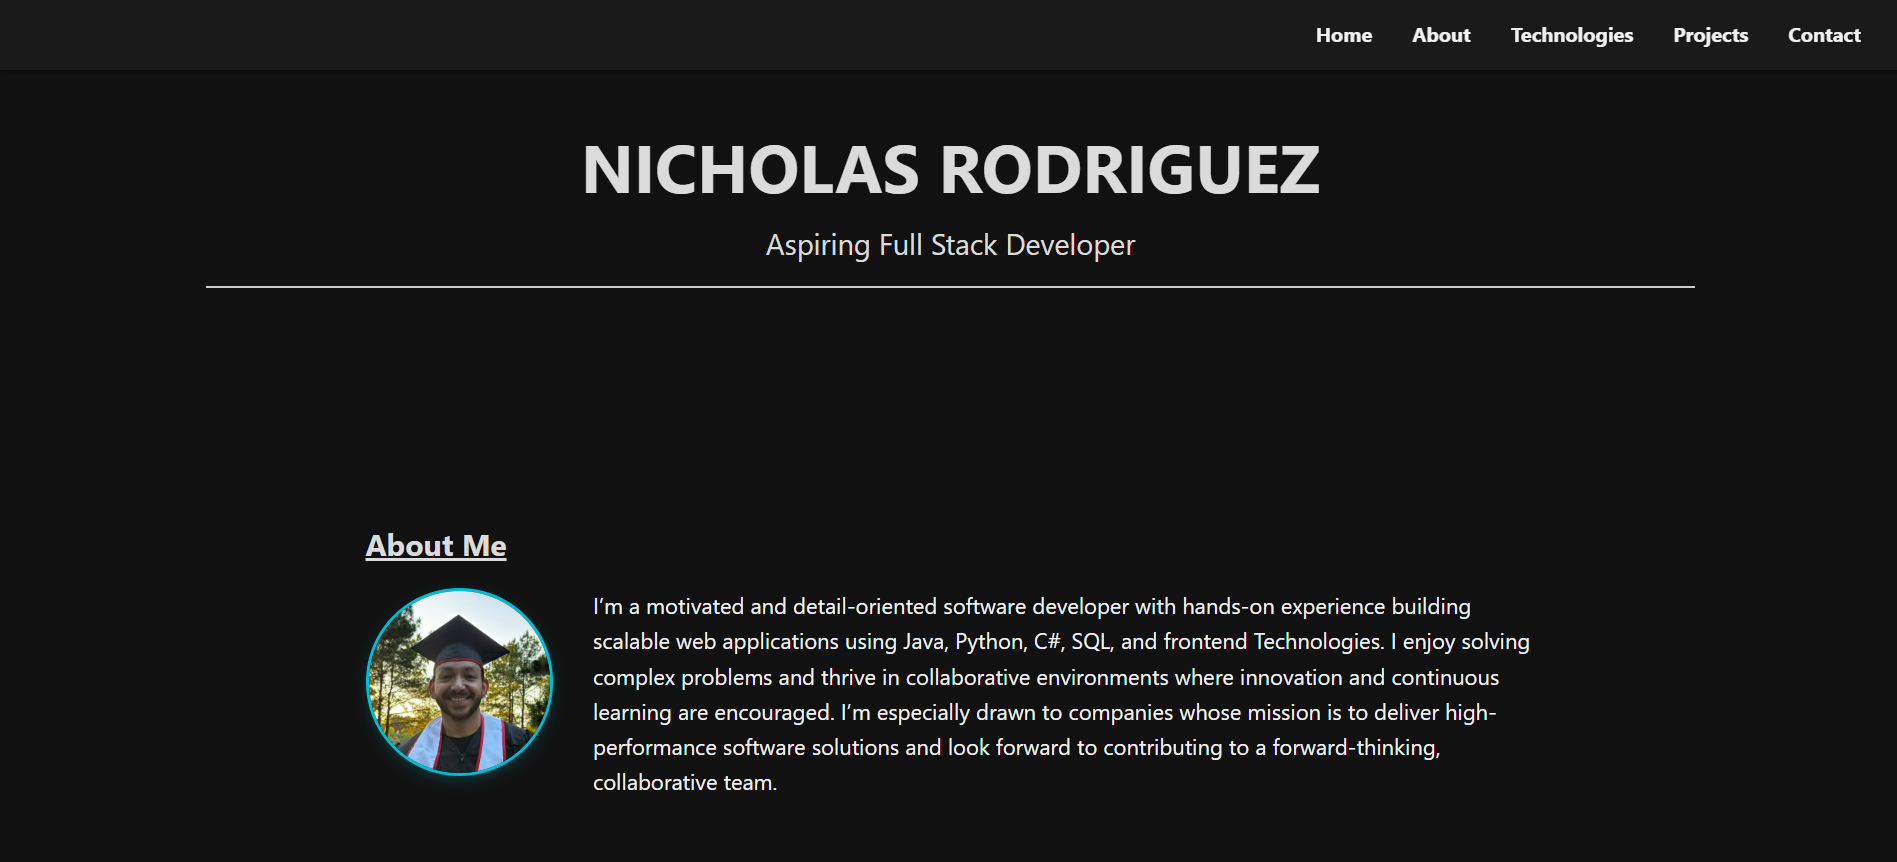 Home About Technologies Projects Contact
NICHOLAS RODRIGUEZ
Aspiring Full Stack Developer
About Me
I’m a motivated and detail-oriented software developer with hands-on experience building
scalable web applications using Java, Python, C#, SQL, and frontend Technologies. I enjoy solving
complex problems and thrive in collaborative environments where innovation and continuous
learning are encouraged. I’m especially drawn to companies whose mission is to deliver high-
performance software solutions and look forward to contributing to a forward-thinking,
collaborative team.